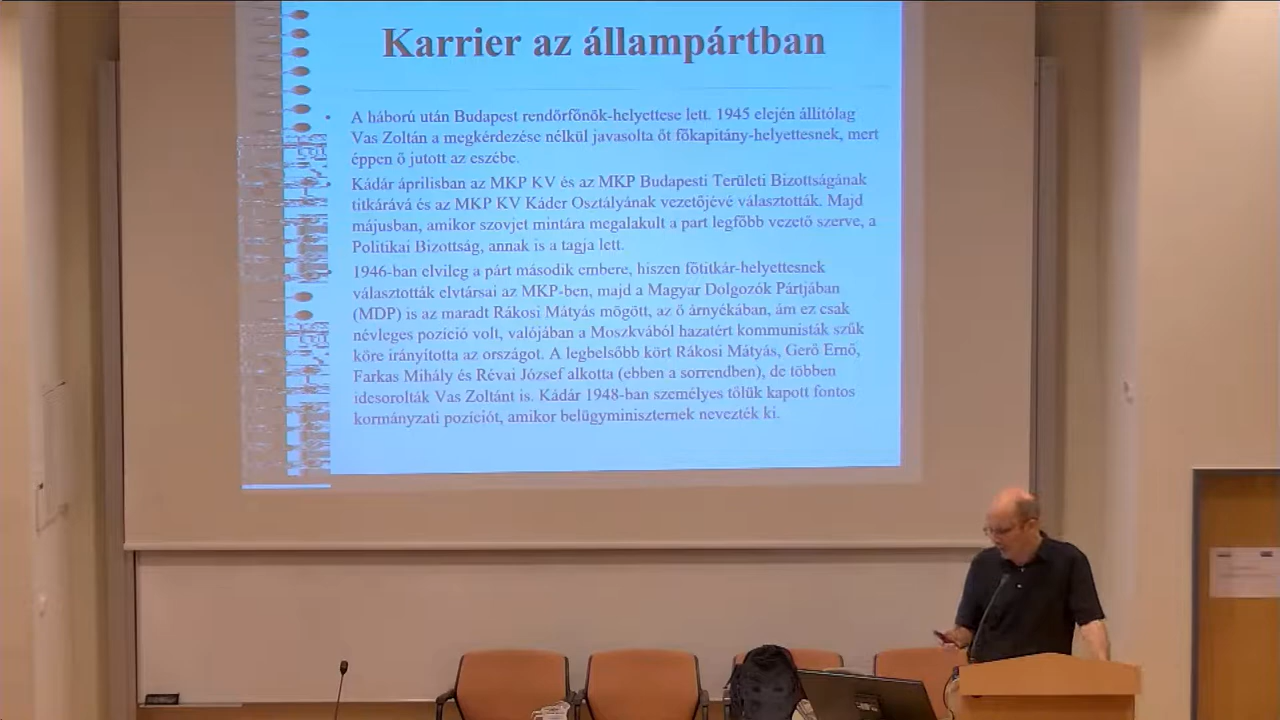 Karrier az állampártban
• A háború után Budapest rendőrfőnök-helyettese lett. 1945 elején állítólag
Vas Zoltán a megkérdezése nélkül javasolta őt főkapitány-helyettesnek, mert
éppen ő jutott az eszébe.
• Kádár áprilisban az MKP KV és az MKP Budapesti Területi Bizottságának
titkárává és az MKP KV Káder Osztályának vezetőjévé választották. Majd
májusban, amikor szovjet mintára megalakult a part legfőbb vezető szerve, a
Politikai Bizottság, annak is a tagja lett.
• 1946-ban elvileg a párt második embere, hiszen főtitkár-helyettesnek
választották elvtársai az MKP-ben, majd a Magyar Dolgozók Pártjában
(MDP) is az maradt Rákosi Mátyás mögött, az ő árnyékában, ám ez csak
névleges pozíció volt, valójában a Moszkvából hazatért kommunisták szűk
köre irányította az országot. A legbelsőbb kört Rákosi Mátyás, Gerő Ernő,
Farkas Mihály és Révai József alkotta (ebben a sorrendben), de többen
idesorolták Vas Zoltánt is. Kádár 1948-ban személyes tőlük kapott fontos
kormányzati pozíciót, amikor belügyminiszternek nevezték ki.